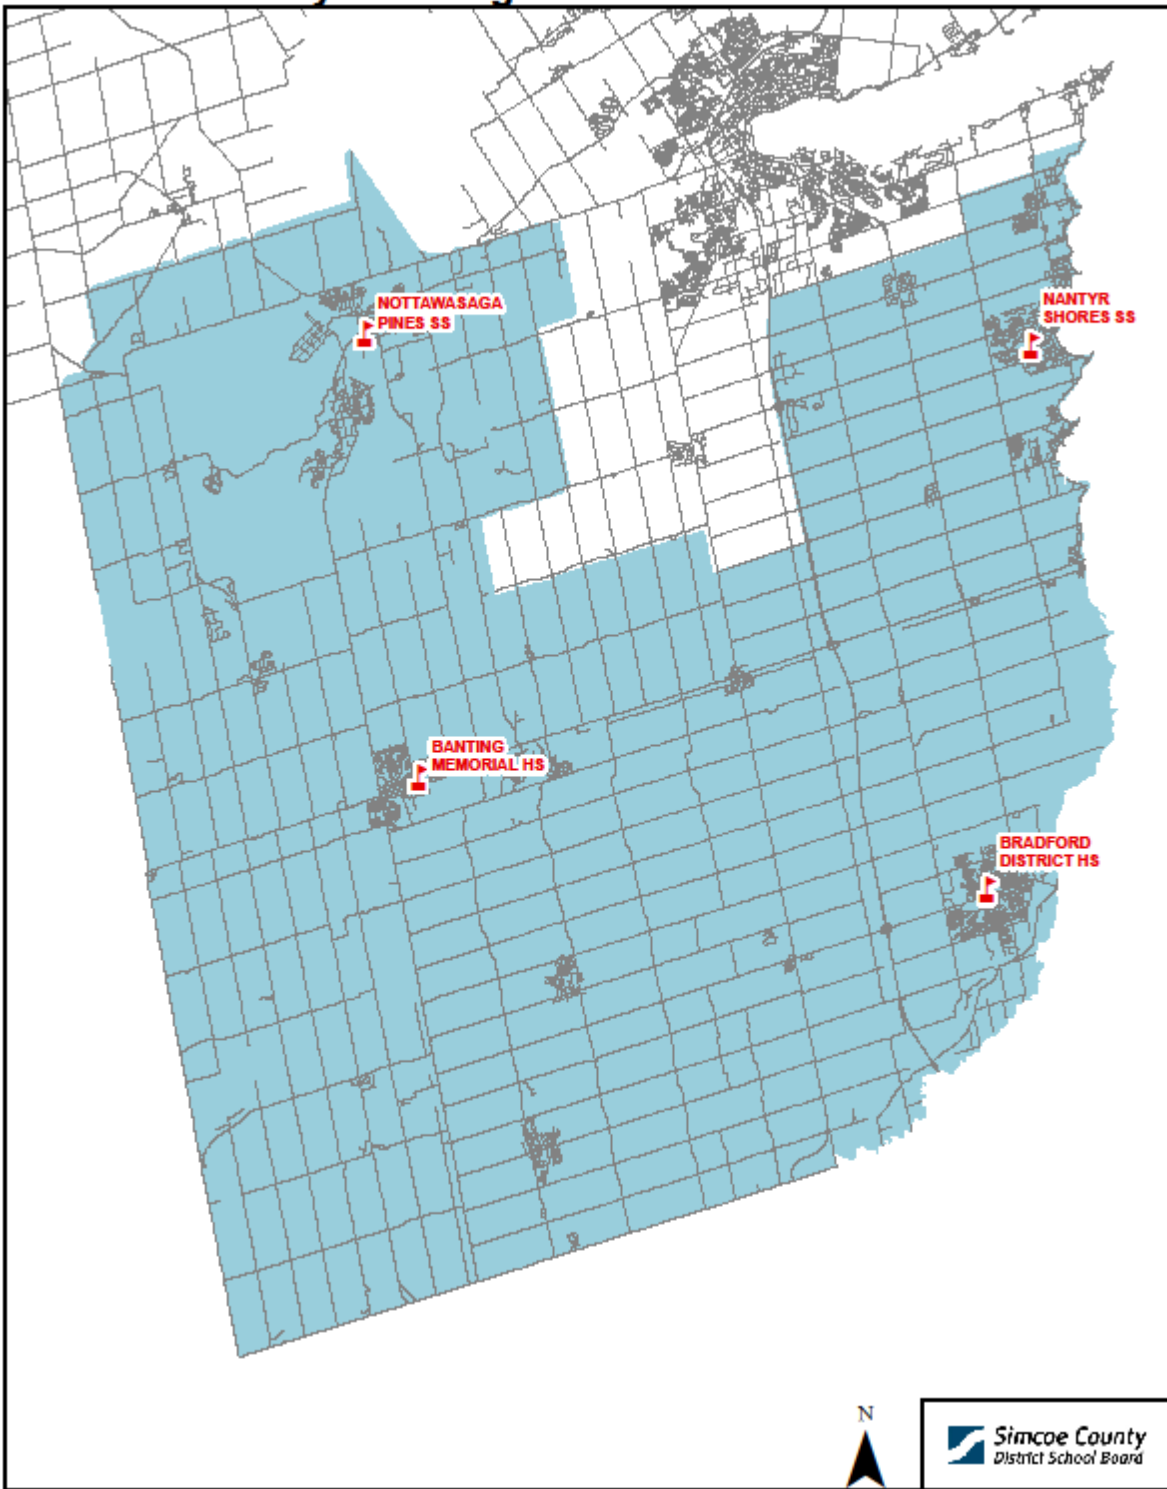 NOTTAWASAGA
PINES SS
NANTYR
SHORES SS
BANTING
MEMORIAL HS
BRADFORD
DISTRICT HS
N
Simcoe County
District School Board